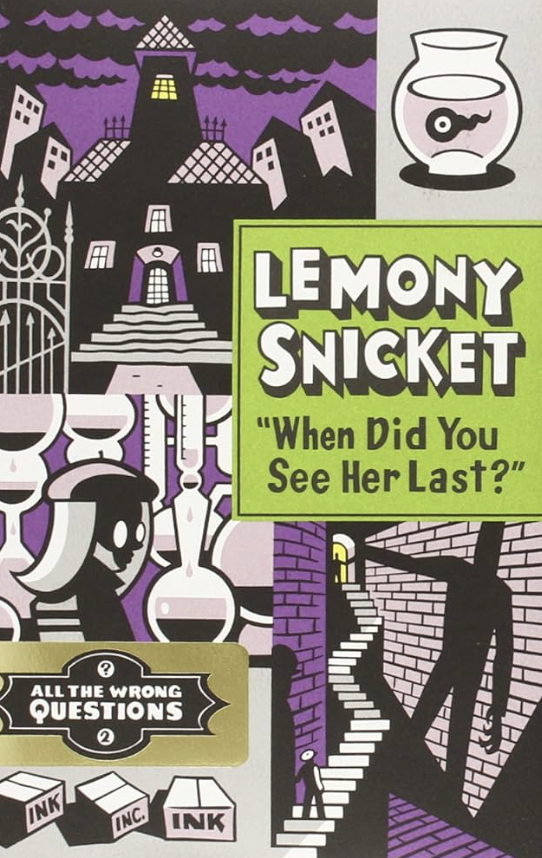 LEMONY
SNICKET
“When Did You
See Her Last?”
?
ALL THE WRONG
QUESTIONS
2
INK
INC.
INK